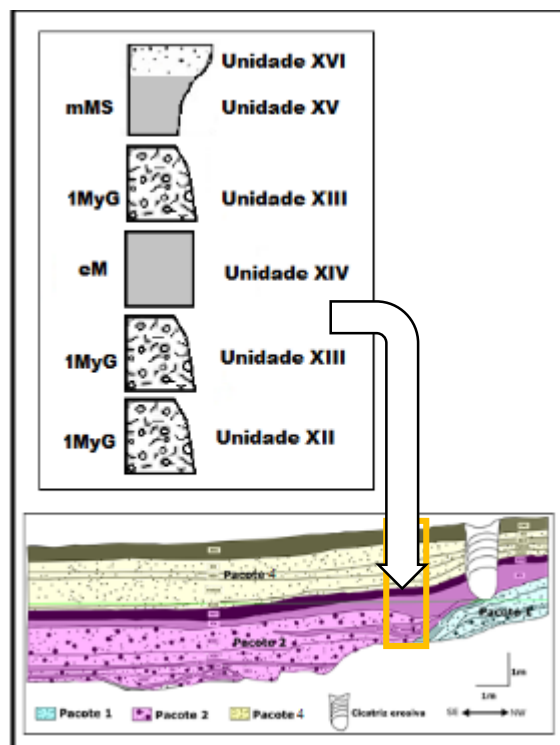 Unidade XVI
mMS Unidade XV
1MyG Unidade XIII
eM Unidade XIV
1MyG Unidade XIII
1MyG Unidade XII
Pacote 4
Pacote 1
Pacote 2
1m
1m
Pacote 1 Pacote 2 Pacote 4 Cicatriz erosiva SE NW